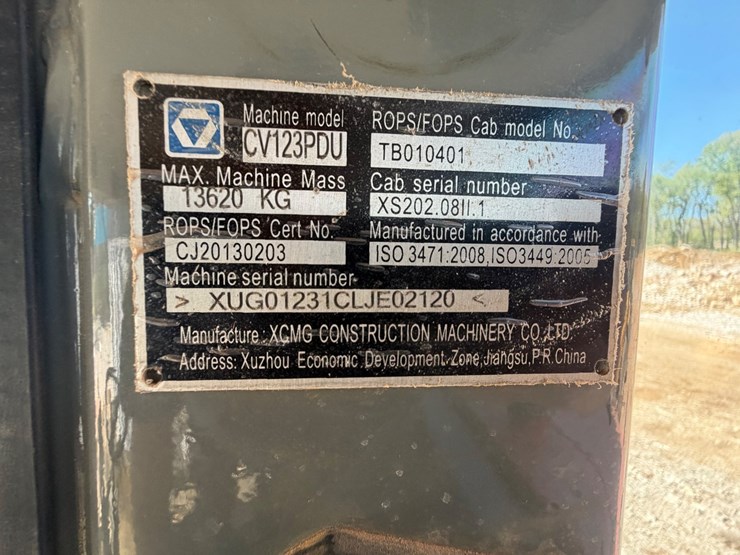 Machine model
CV123PDU
ROPS/FOPS Cab model No.
TB010401
MAX. Machine Mass
13620 KG
Cab serial number
XS202.08II.1
ROPS/FOPS Cert No.
CJ20130203
Manufactured in accordance with
ISO 3471:2008,ISO3449:2005
Machine serial number
> XUG01231CLJE02120 <
Manufacture : XCMG CONSTRUCTION MACHINERY CO.,LTD.
Address: Xuzhou Economic Development Zone,Jiangsu,P.R.China